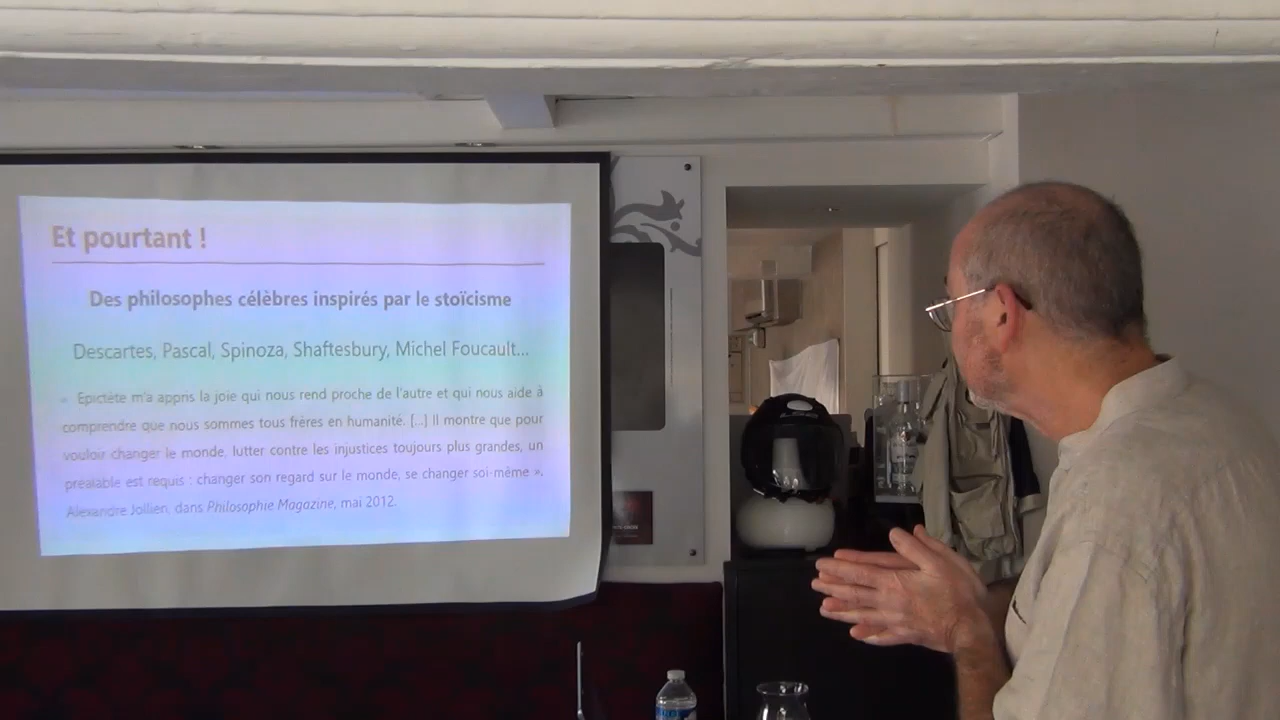 Et pourtant !
Des philosophes célèbres inspirés par le stoïcisme
Descartes, Pascal, Spinoza, Shaftesbury, Michel Foucault...
« Epictète m'a appris la joie qui nous rend proche de l'autre et qui nous aide à
comprendre que nous sommes tous frères en humanité. [...] Il montre que pour
vouloir changer le monde, lutter contre les injustices toujours plus grandes, un
préalable est requis : changer son regard sur le monde, se changer soi-même »,
Alexandre Jollien, dans Philosophie Magazine, mai 2012.